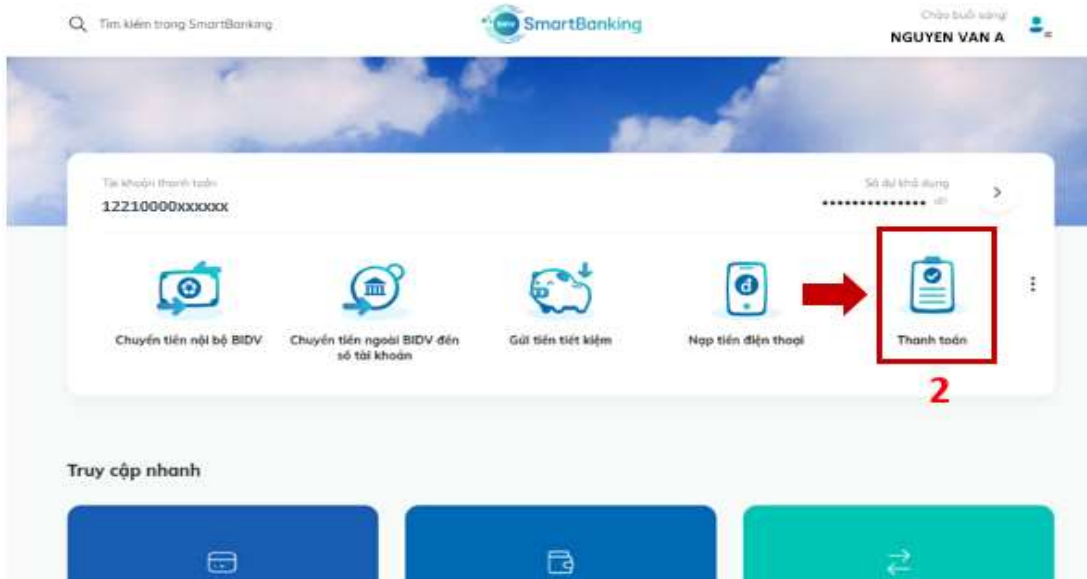 Tìm kiếm trong SmartBanking
BIDV SmartBanking
Chào buổi sáng!
NGUYEN VAN A
Tài khoản thanh toán
12210000xxxxxx
Số dư khả dụng
••••••••••••••
Chuyển tiền nội bộ BIDV
Chuyển tiền ngoài BIDV đến
số tài khoản
Gửi tiền tiết kiệm
Nạp tiền điện thoại
đ
Thanh toán
2
Truy cập nhanh